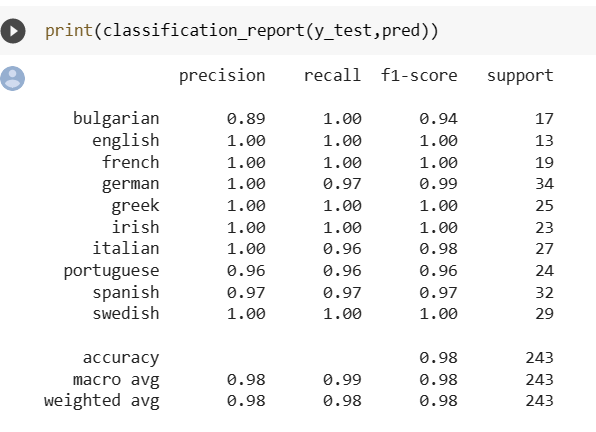 print(classification_report(y_test,pred))
precision recall f1-score support
bulgarian 0.89 1.00 0.94 17
english 1.00 1.00 1.00 13
french 1.00 1.00 1.00 19
german 1.00 0.97 0.99 34
greek 1.00 1.00 1.00 25
irish 1.00 1.00 1.00 23
italian 1.00 0.96 0.98 27
portuguese 0.96 0.96 0.96 24
spanish 0.97 0.97 0.97 32
swedish 1.00 1.00 1.00 29
accuracy 0.98 243
macro avg 0.98 0.99 0.98 243
weighted avg 0.98 0.98 0.98 243